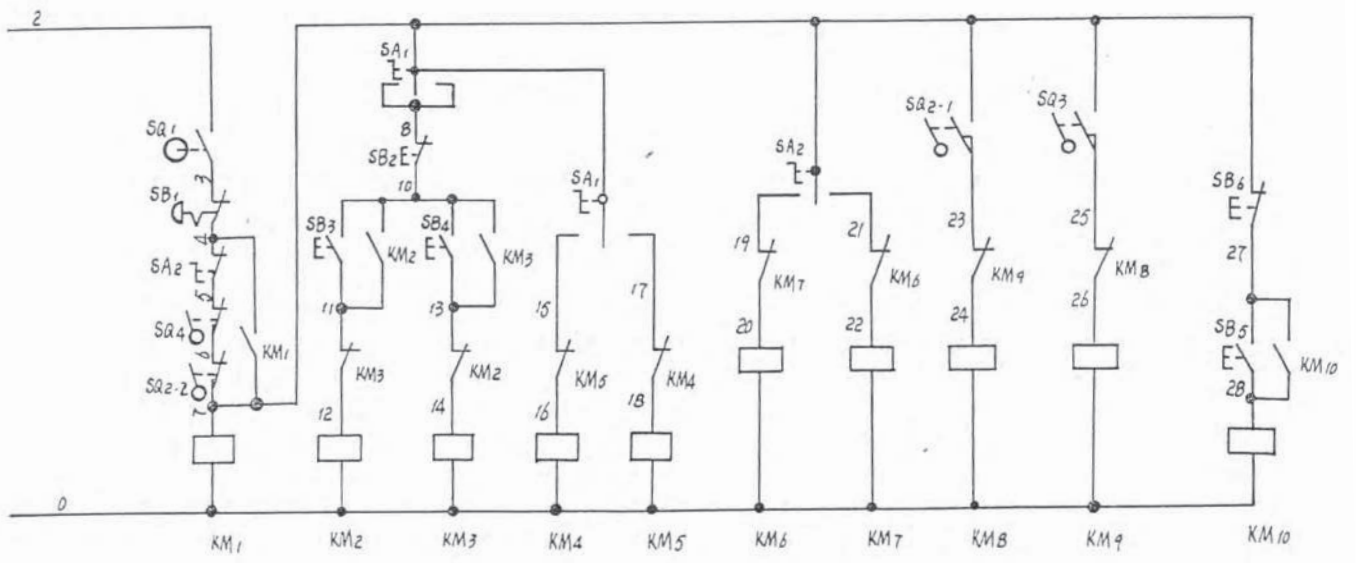 2
SA1
SQ1
8
SQ2-1
SQ3
SB2
3
SA2
SB1
10
SA1
SB6
4
SB3
KM2
SB4
KM3
19
21
23
25
SA2
KM7
KM6
KM9
KM8
27
5
11
13
15
17
SQ4
20
22
24
26
SB5
6
KM1
KM3
KM2
KM5
KM4
KM10
SQ2-2
28
7
12
14
16
18
0
KM1
KM2
KM3
KM4
KM5
KM6
KM7
KM8
KM9
KM10